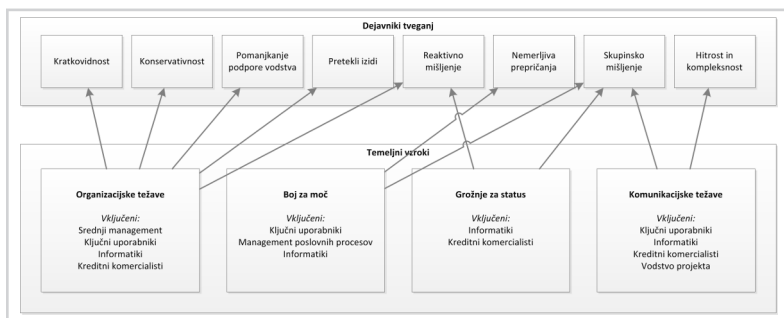 Dejavniki tveganj
Kratkovidnost
Konservativnost
Pomanjkanje
podpore vodstva
Pretekli izidi
Reaktivno
mišljenje
Nemerljiva
prepričanja
Skupinsko
mišljenje
Hitrost in
kompleksnost
Temeljni vzroki
Organizacijske težave
Vključeni:
Srednji management
Ključni uporabniki
Informatiki
Kreditni komercialisti
Boj za moč
Vključeni:
Ključni uporabniki
Management poslovnih procesov
Informatiki
Grožnje za status
Vključeni:
Informatiki
Kreditni komercialisti
Komunikacijske težave
Vključeni:
Ključni uporabniki
Informatiki
Kreditni komercialisti
Vodstvo projekta